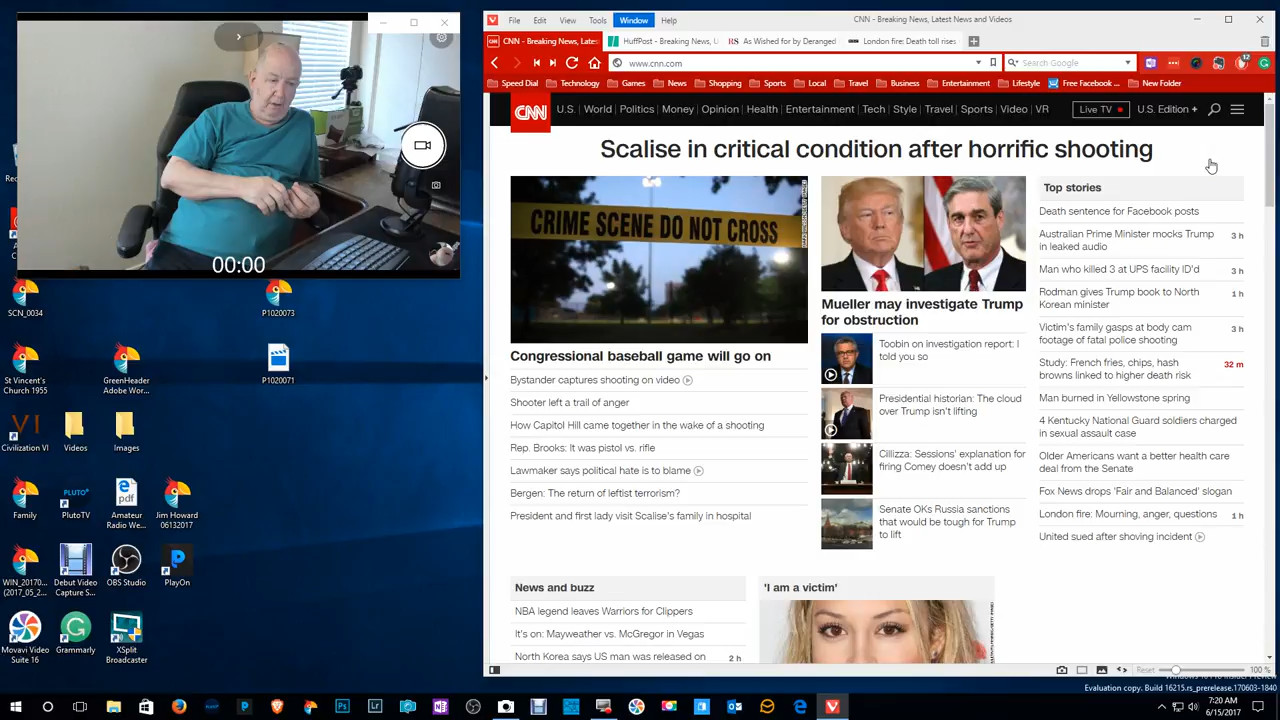 00:00
SCN_0034
P1020073
St Vincent's
Church 1955
GreenHeader
Adobe Wor...
P1020071
CIVILIZATION VI
Videos
Images
Family
PlutoTV
Amateur
Radio We...
Jim Howard
06132017
WIN_20170...
(2017_05_2...
Debut Video
Capture S...
OBS Studio
PlayOn
Movavi Video
Suite 16
Grammarly
XSplit
Broadcaster
File Edit View Tools Window Help
CNN - Breaking News, Latest News and Videos
CNN - Breaking News, Lates
HuffPost - Breaking News, U
RS As Wished for by Deranged
London fire: Death toll rises
www.cnn.com
Search Google
Speed Dial Technology Games News Shopping Sports Local Travel Business Entertainment Lifestyle Free Facebook ... New Folder
CNN
U.S. World Politics Money Opinion Health Entertainment Tech Style Travel Sports Video VR
Live TV
U.S. Edition +
Scalise in critical condition after horrific shooting
CRIME SCENE DO NOT CROSS
Congressional baseball game will go on
Bystander captures shooting on video
Shooter left a trail of anger
How Capitol Hill came together in the wake of a shooting
Rep. Brooks: It was pistol vs. rifle
Lawmaker says political hate is to blame
Bergen: The return of leftist terrorism?
President and first lady visit Scalise's family in hospital
Mueller may investigate Trump
for obstruction
Toobin on investigation report: I
told you so
Presidential historian: The cloud
over Trump isn't lifting
Cillizza: Sessions' explanation for
firing Comey doesn't add up
Senate OKs Russia sanctions
that would be tough for Trump
to lift
Top stories
Death sentence for Facebook posts
Australian Prime Minister mocks Trump 3 h
in leaked audio
Man who killed 3 at UPS facility ID'd 3 h
Rodman gives Trump book to North 1 h
Korean minister
Victim's family gasps at body cam 3 h
footage of fatal police shooting
Study: French fries, chips, hash 32 m
browns linked to higher death risk
Man burned in Yellowstone spring
4 Kentucky National Guard soldiers charged
in sexual assault case
Older Americans want a better health care
deal from the Senate
Fox News drops 'Fair and Balanced' slogan
London fire: Mourning, anger, questions 1 h
United sued after shoving incident
News and buzz
NBA legend leaves Warriors for Clippers
It's on: Mayweather vs. McGregor in Vegas
North Korea says US man was released on 2 h
'I am a victim'
Reset
100 %
Evaluation copy. Build 16215.rs_prerelease.170603-1840
7:20 AM
6/15/2017